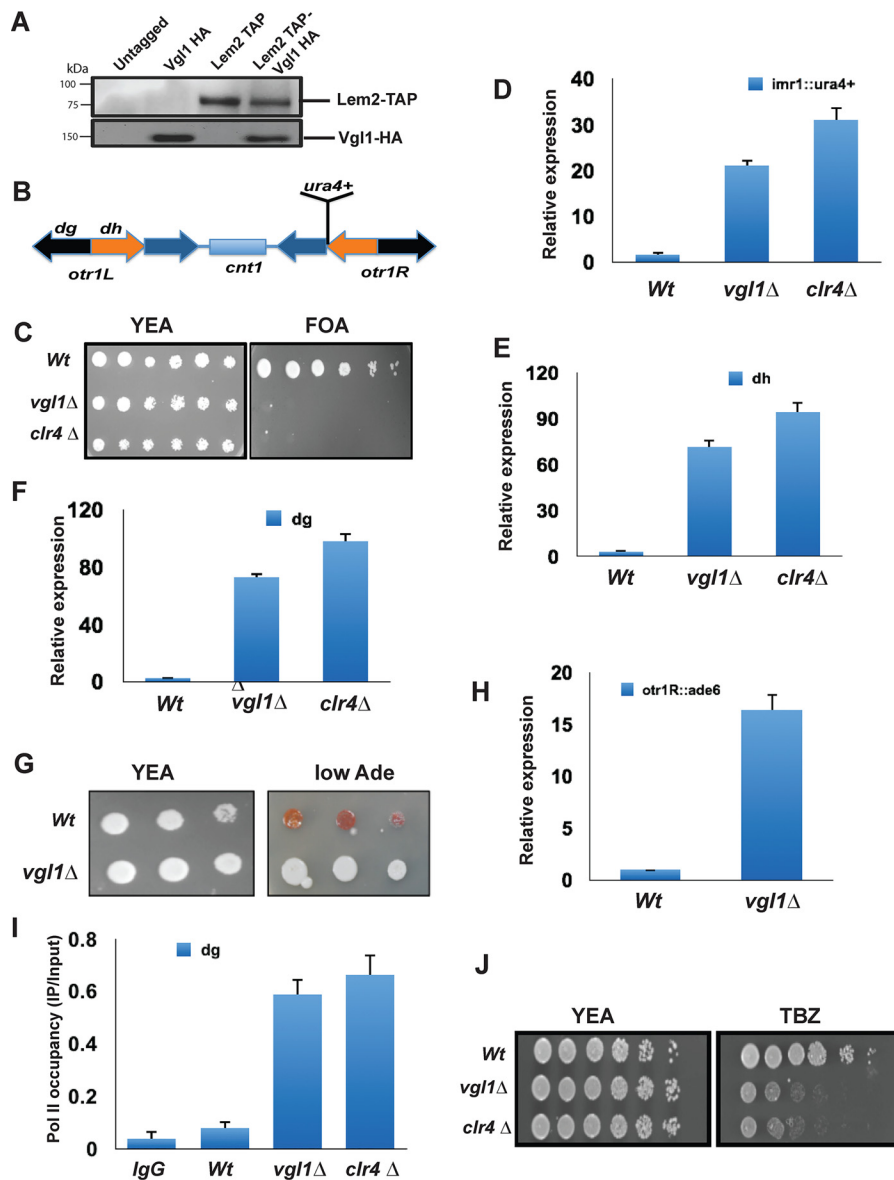 A
Untagged
Vgl1 HA
Lem2 TAP
Lem2 TAP-
Vgl1 HA
kDa
100
75
Lem2-TAP
150
Vgl1-HA
B
ura4+
dg
dh
otr1L
cnt1
otr1R
C
YEA
FOA
Wt
vgl1Δ
clr4 Δ
D
Relative expression
40
30
20
10
0
imr1::ura4+
Wt
vgl1Δ
clr4Δ
E
Relative expression
120
90
60
30
0
dh
Wt
vgl1Δ
clr4Δ
F
Relative expression
120
80
40
0
dg
Wt
Δ
vgl1Δ
clr4Δ
G
YEA
low Ade
Wt
vgl1Δ
H
Relative expression
20
15
10
5
0
otr1R::ade6
Wt
vgl1Δ
I
Pol II occupancy (IP/Input)
0.8
0.6
0.4
0.2
0
dg
IgG
Wt
vgl1Δ
clr4 Δ
J
YEA
TBZ
Wt
vgl1Δ
clr4 Δ